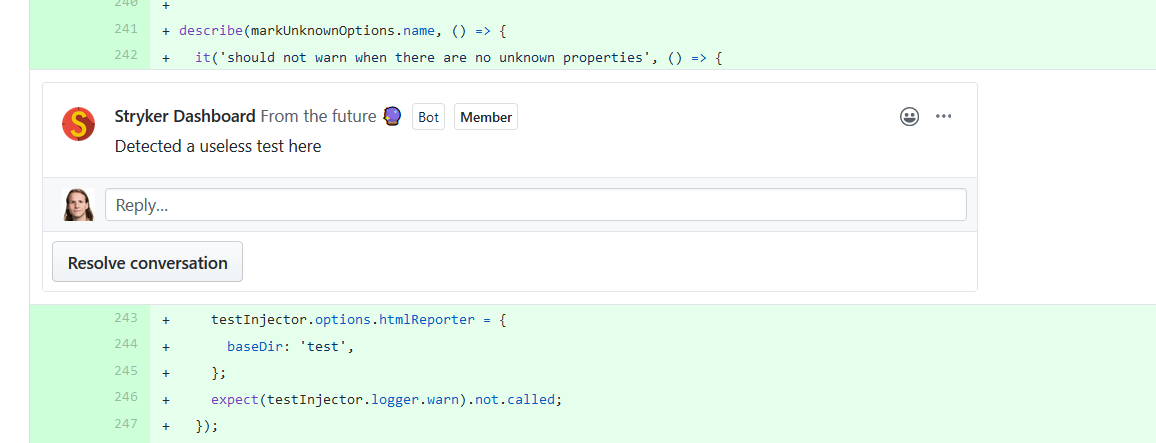 240 +
241 + describe(markUnknownOptions.name, () => {
242 + it('should not warn when there are no unknown properties', () => {
S Stryker Dashboard From the future Bot Member
Detected a useless test here
Reply...
Resolve conversation
243 + testInjector.options.htmlReporter = {
244 + baseDir: 'test',
245 + };
246 + expect(testInjector.logger.warn).not.called;
247 + });